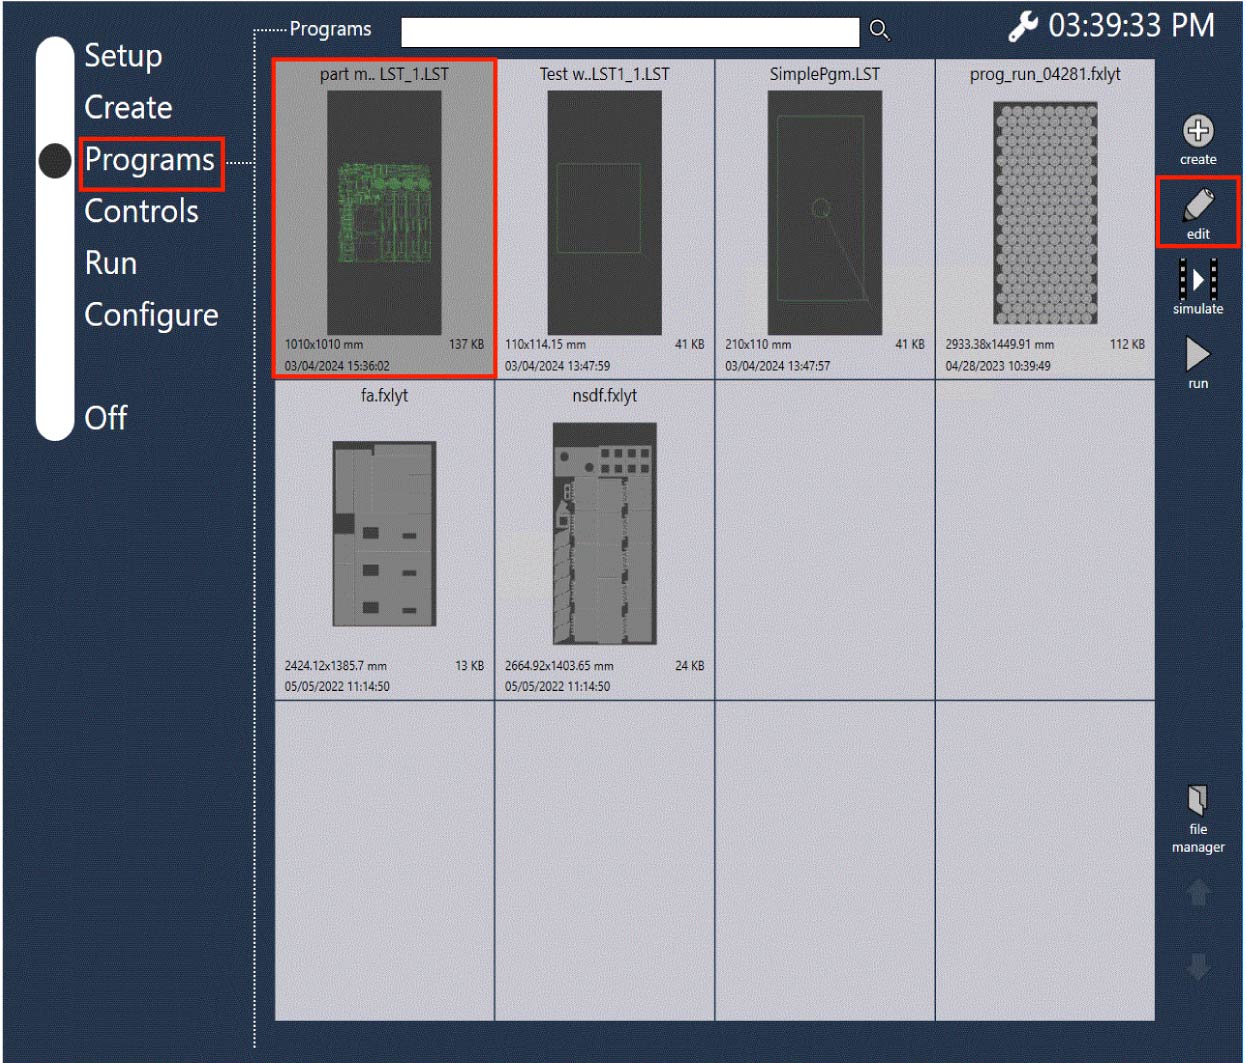 Programs
03:39:33 PM
Setup
Create
Programs
Controls
Run
Configure
Off
part m.. LST_1.LST
1010x1010 mm 137 KB
03/04/2024 15:36:02
Test w..LST1_1.LST
110x114.15 mm 41 KB
03/04/2024 13:47:59
SimplePgm.LST
210x110 mm 41 KB
03/04/2024 13:47:57
prog_run_04281.fxlyt
2933.38x1449.91 mm 112 KB
04/28/2023 10:39:49
fa.fxlyt
2424.12x1385.7 mm 13 KB
05/05/2022 11:14:50
nsdf.fxlyt
2664.92x1403.65 mm 24 KB
05/05/2022 11:14:50
create
edit
simulate
run
file
manager